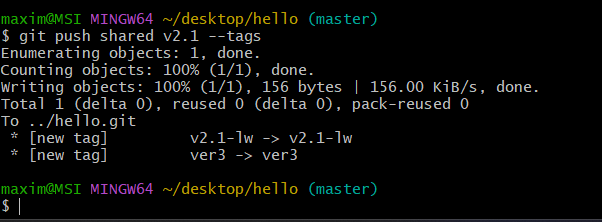 maxim@MSI MINGW64 ~/desktop/hello (master)
$ git push shared v2.1 --tags
Enumerating objects: 1, done.
Counting objects: 100% (1/1), done.
Writing objects: 100% (1/1), 156 bytes | 156.00 KiB/s, done.
Total 1 (delta 0), reused 0 (delta 0), pack-reused 0
To ../hello.git
 * [new tag]         v2.1-lw -> v2.1-lw
 * [new tag]         ver3 -> ver3
maxim@MSI MINGW64 ~/desktop/hello (master)
$